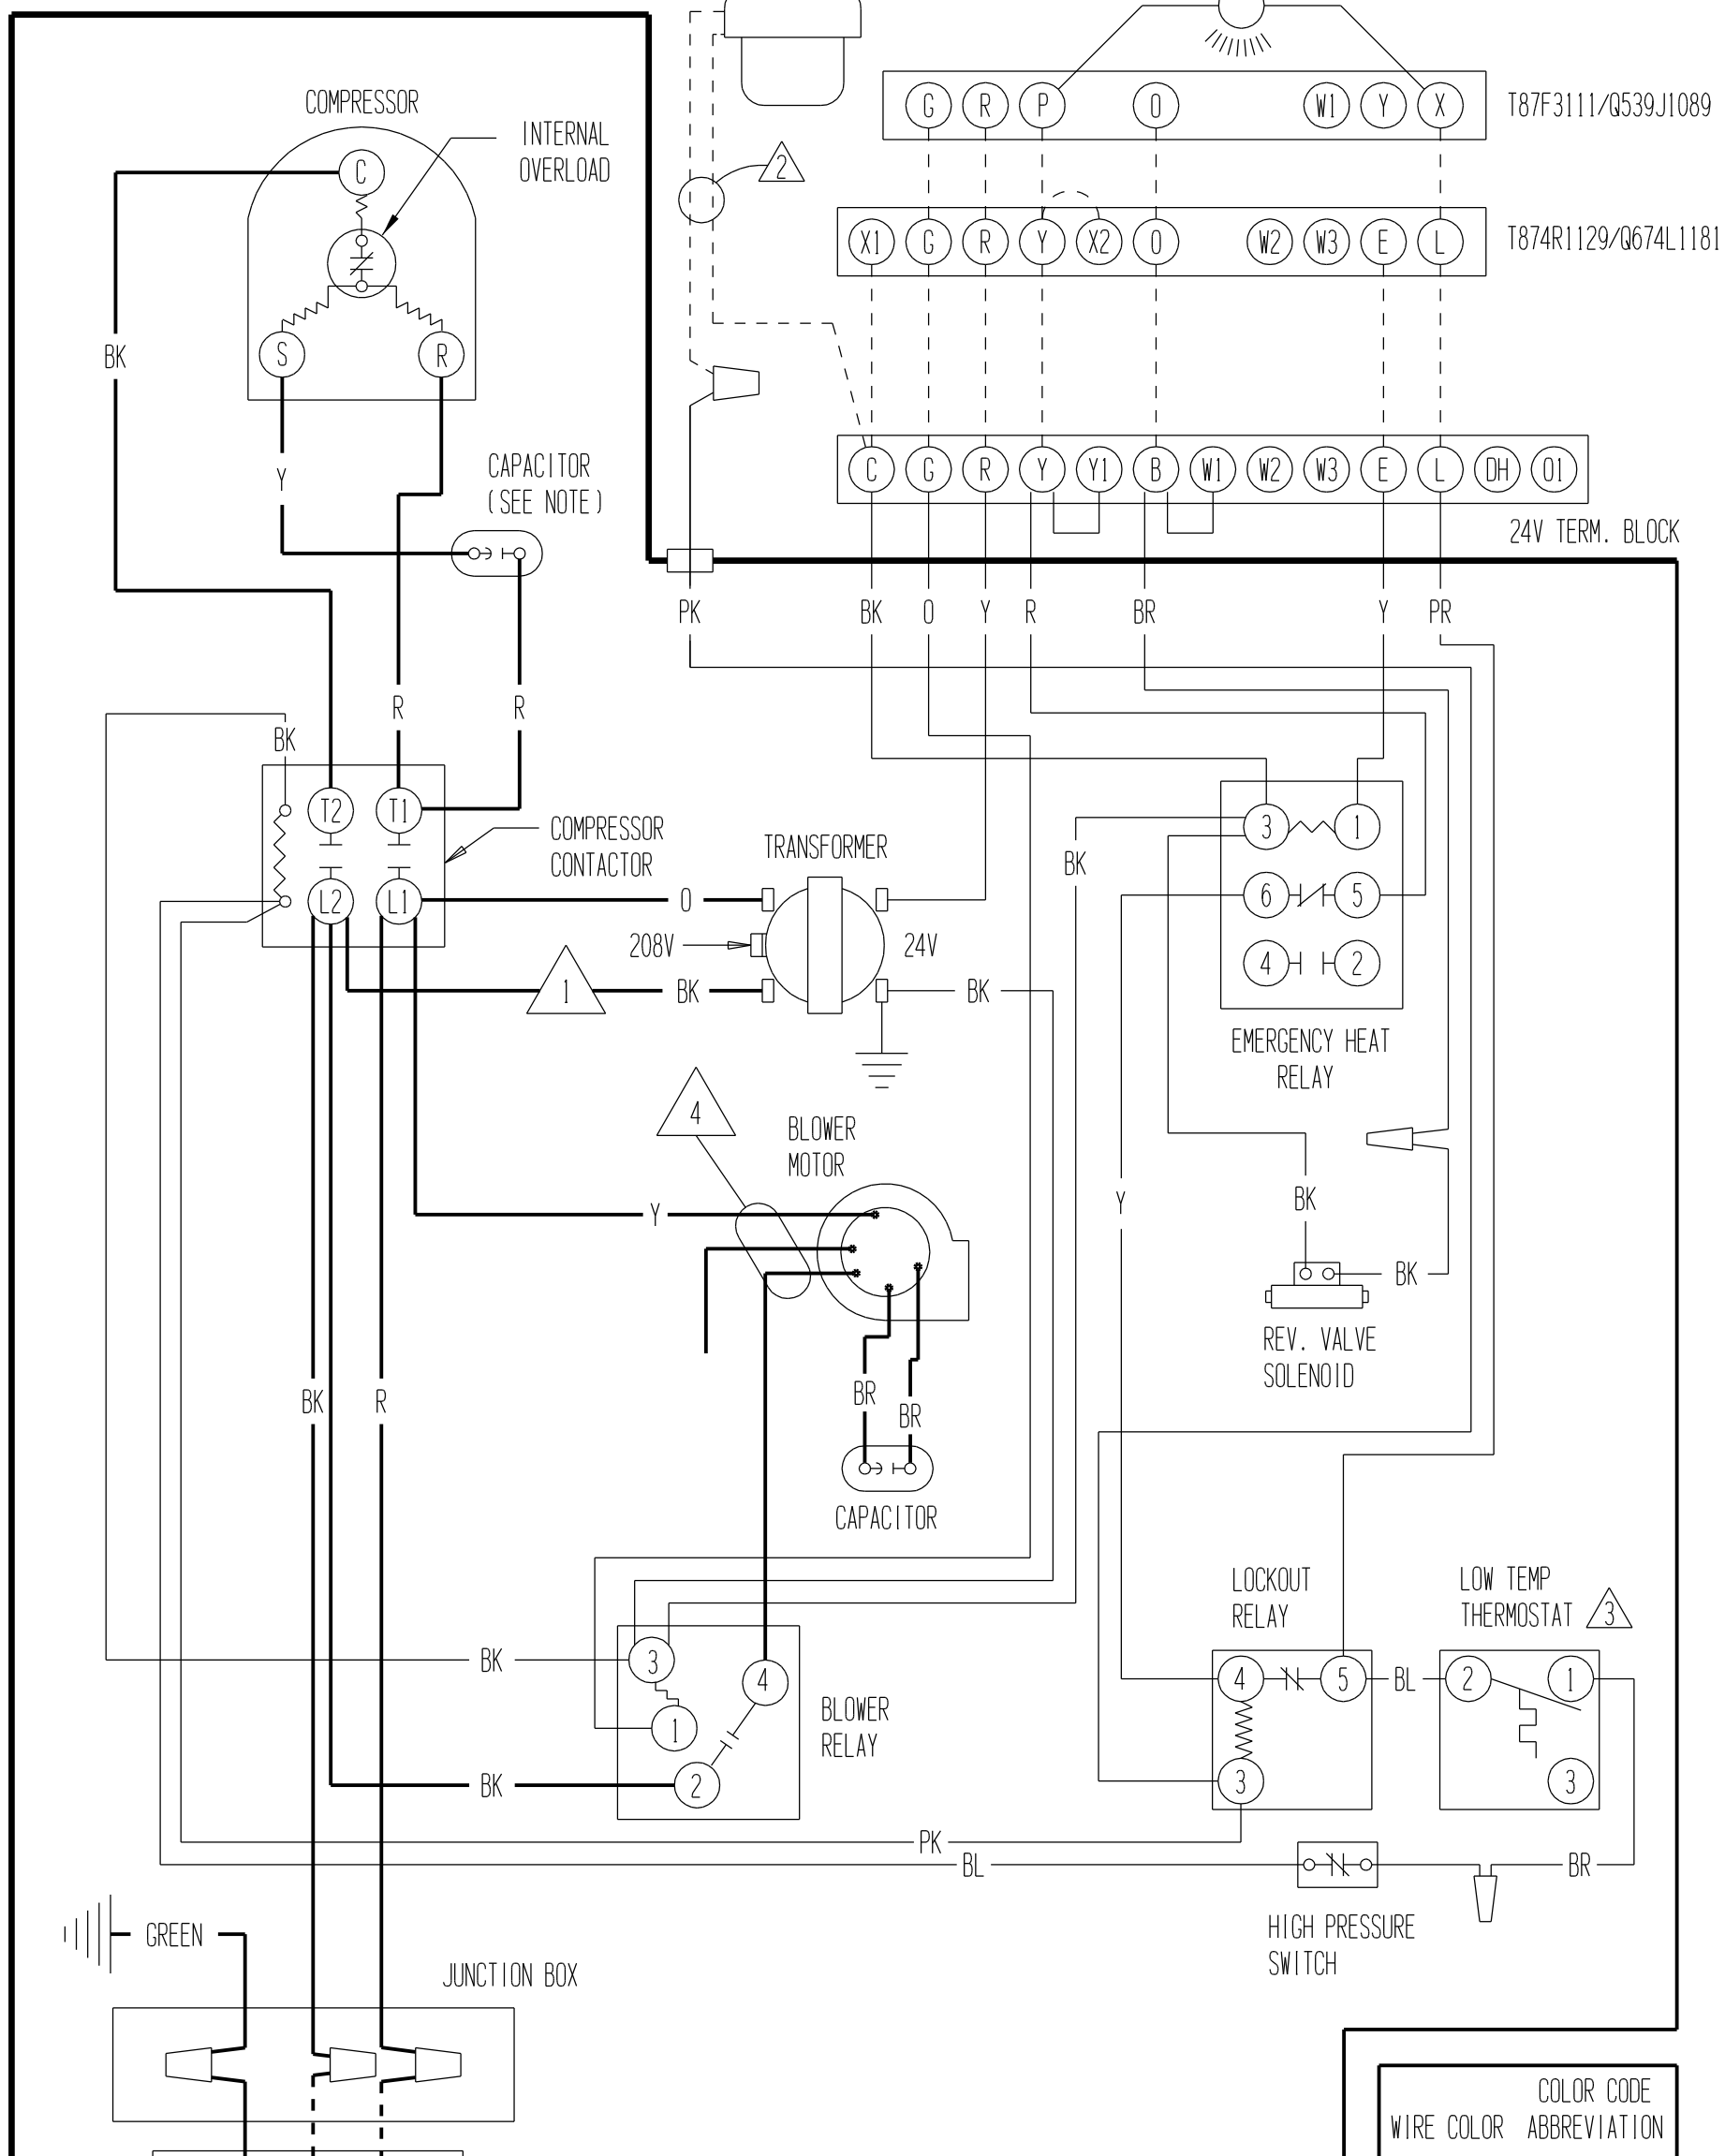 COMPRESSOR
INTERNAL
OVERLOAD
C
S
R
BK
Y
CAPACITOR
( SEE NOTE )
2
G R P O W1 Y X
T87F3111/Q539J1089
X1 G R Y X2 O W2 W3 E L
T874R1129/Q674L1181
C G R Y Y1 B W1 W2 W3 E L DH O1
24V TERM. BLOCK
PK BK O Y R BR Y PR
R R
BK
T2 T1
L2 L1
COMPRESSOR
CONTACTOR
TRANSFORMER
O
208V
24V
1
BK
BK
BK
3 1
6 5
4 2
EMERGENCY HEAT
RELAY
4
BLOWER
MOTOR
Y
Y
BK
BK
REV. VALVE
SOLENOID
BK R
BR
BR
CAPACITOR
LOCKOUT
RELAY
LOW TEMP
THERMOSTAT
3
BK
3
4
1
2
BLOWER
RELAY
BK
4 5
3
BL
2 1
3
PK
BL
BR
HIGH PRESSURE
SWITCH
GREEN
JUNCTION BOX
COLOR CODE
WIRE COLOR ABBREVIATION